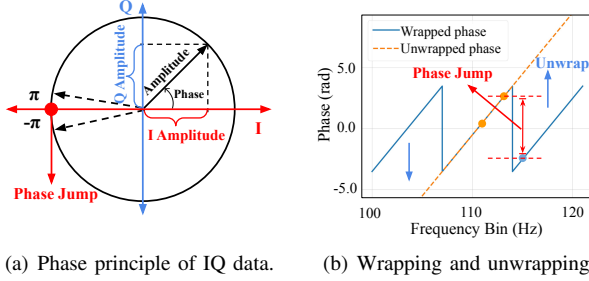 Q
Q Amplitude
Amplitude
Phase
I Amplitude
I
π
-π
Phase Jump
(a) Phase principle of IQ data.
Wrapped phase
Unwrapped phase
Phase Jump
Unwrap
Phase (rad)
5.0
0.0
-5.0
100
110
120
Frequency Bin (Hz)
(b) Wrapping and unwrapping